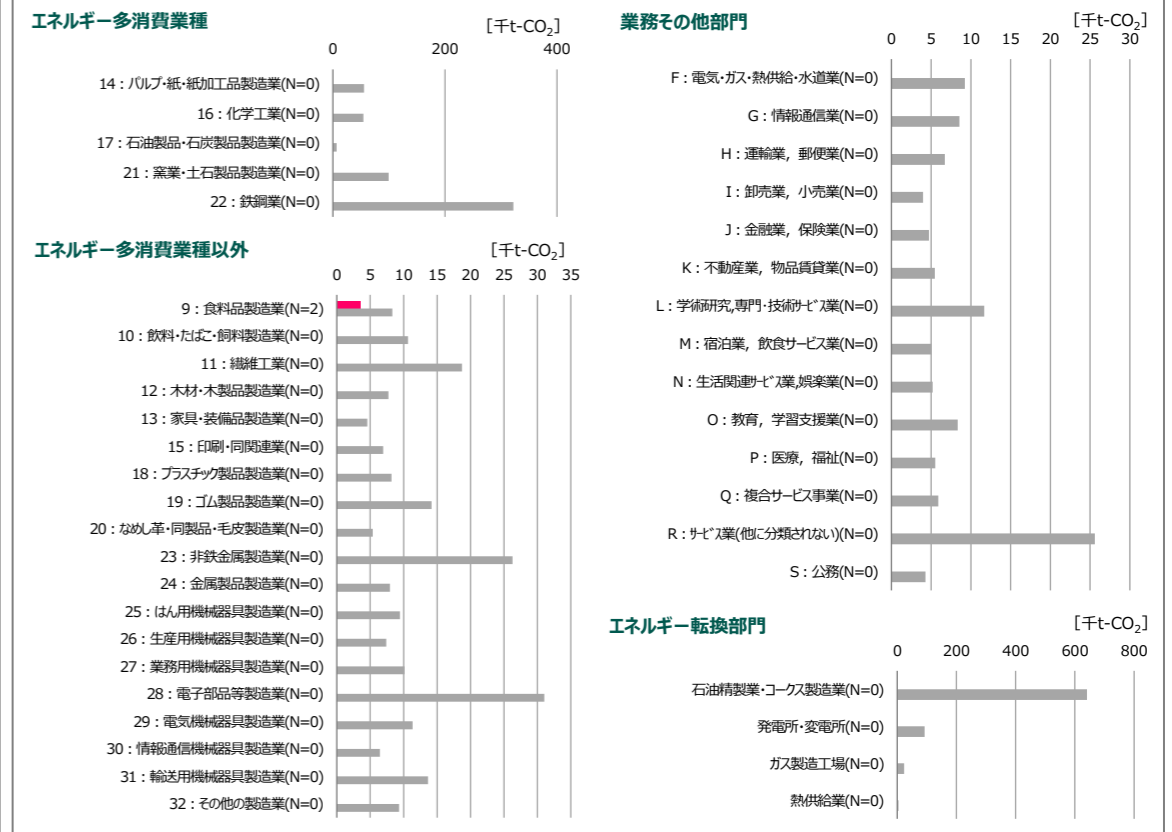 エネルギー多消費業種
[千t-CO₂]
0 200 400
14：パルプ・紙・紙加工品製造業(N=0)
16：化学工業(N=0)
17：石油製品・石炭製品製造業(N=0)
21：窯業・土石製品製造業(N=0)
22：鉄鋼業(N=0)
エネルギー多消費業種以外
[千t-CO₂]
0 5 10 15 20 25 30 35
9：食料品製造業(N=2)
10：飲料・たばこ・飼料製造業(N=0)
11：繊維工業(N=0)
12：木材・木製品製造業(N=0)
13：家具・装備品製造業(N=0)
15：印刷・同関連業(N=0)
18：プラスチック製品製造業(N=0)
19：ゴム製品製造業(N=0)
20：なめし革・同製品・毛皮製造業(N=0)
23：非鉄金属製造業(N=0)
24：金属製品製造業(N=0)
25：はん用機械器具製造業(N=0)
26：生産用機械器具製造業(N=0)
27：業務用機械器具製造業(N=0)
28：電子部品等製造業(N=0)
29：電気機械器具製造業(N=0)
30：情報通信機械器具製造業(N=0)
31：輸送用機械器具製造業(N=0)
32：その他の製造業(N=0)
業務その他部門
[千t-CO₂]
0 5 10 15 20 25 30
F：電気・ガス・熱供給・水道業(N=0)
G：情報通信業(N=0)
H：運輸業，郵便業(N=0)
I：卸売業，小売業(N=0)
J：金融業，保険業(N=0)
K：不動産業，物品賃貸業(N=0)
L：学術研究,専門・技術ｻｰﾋﾞｽ業(N=0)
M：宿泊業，飲食サービス業(N=0)
N：生活関連ｻｰﾋﾞｽ業,娯楽業(N=0)
O：教育，学習支援業(N=0)
P：医療，福祉(N=0)
Q：複合サービス事業(N=0)
R：ｻｰﾋﾞｽ業(他に分類されない)(N=0)
S：公務(N=0)
エネルギー転換部門
[千t-CO₂]
0 200 400 600 800
石油精製業・コークス製造業(N=0)
発電所・変電所(N=0)
ガス製造工場(N=0)
熱供給業(N=0)